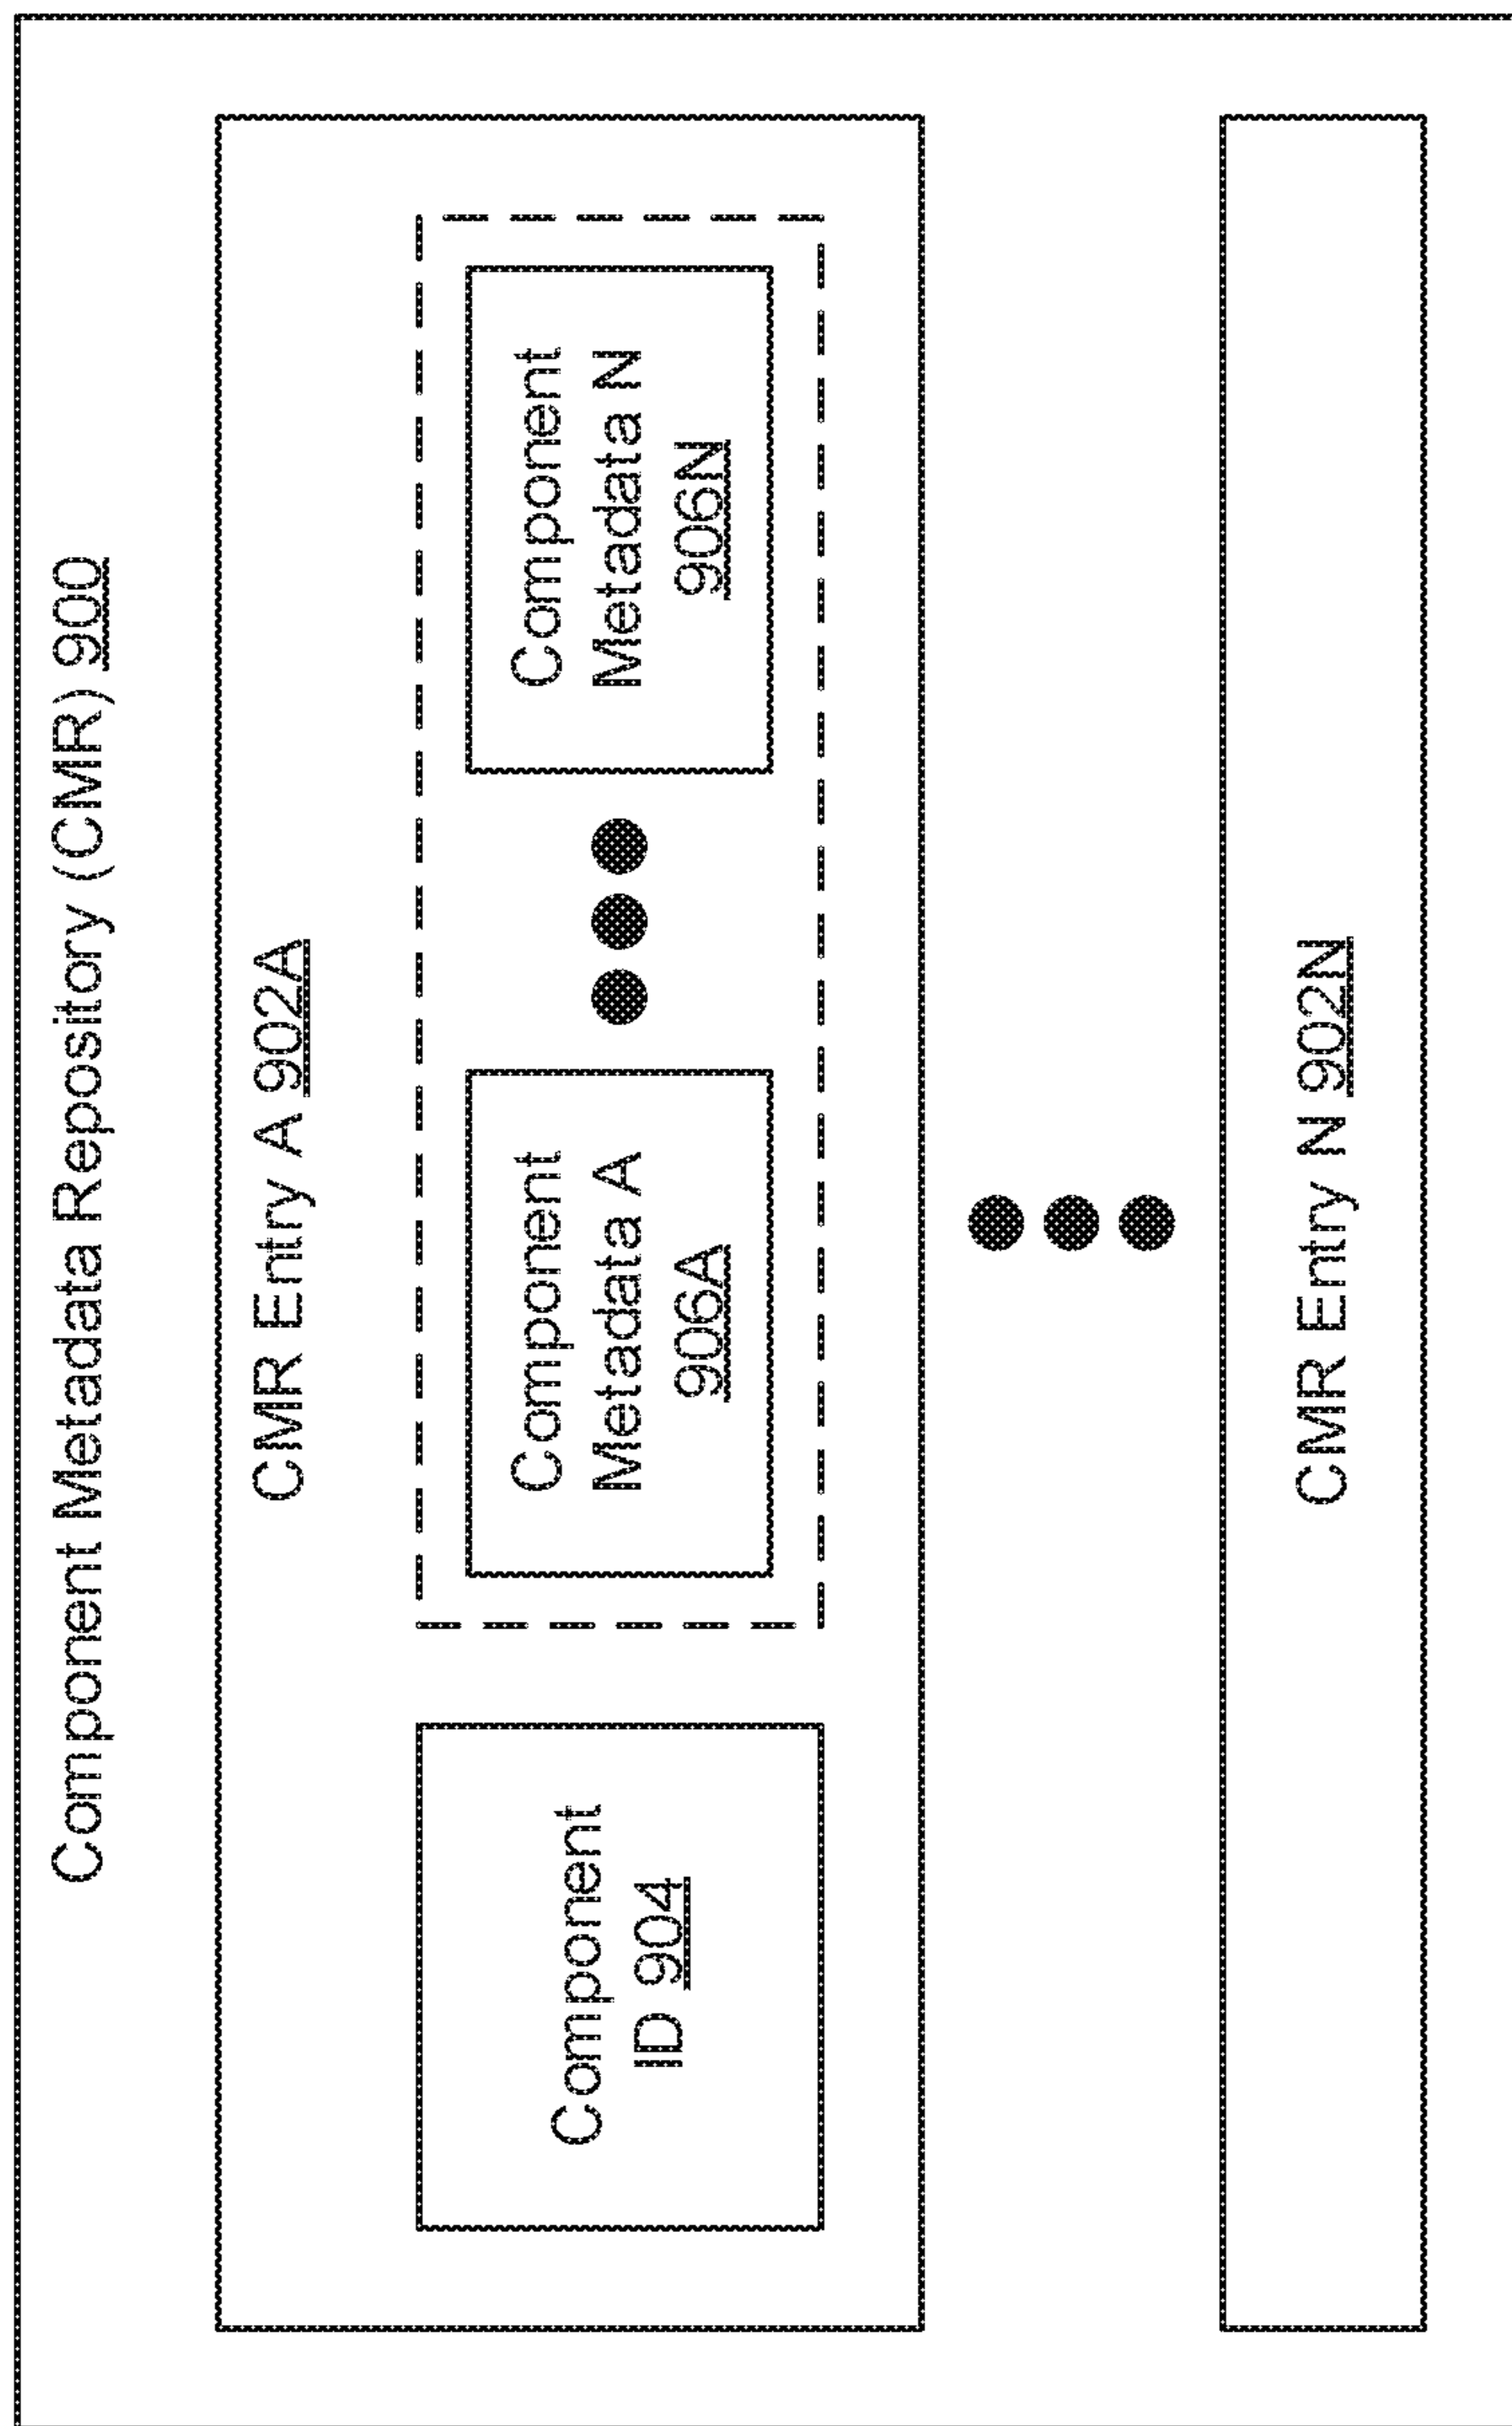 Component Metadata Repository (CMR) 900
CMR Entry A 902A
Component
ID 904
Component
Metadata A
906A
Component
Metadata N
906N
CMR Entry N 902N